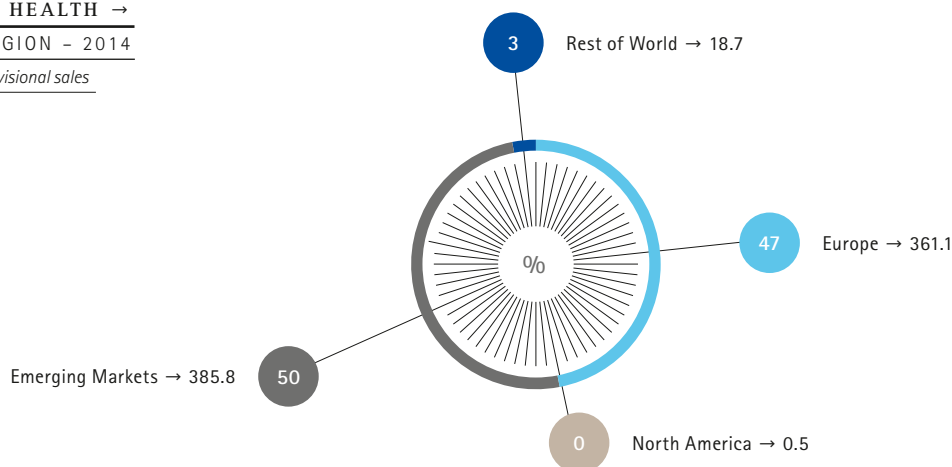 HEALTH →
GION – 2014
visional sales
3
Rest of World → 18.7
47
Europe → 361.1
%
Emerging Markets → 385.8
50
0
North America → 0.5